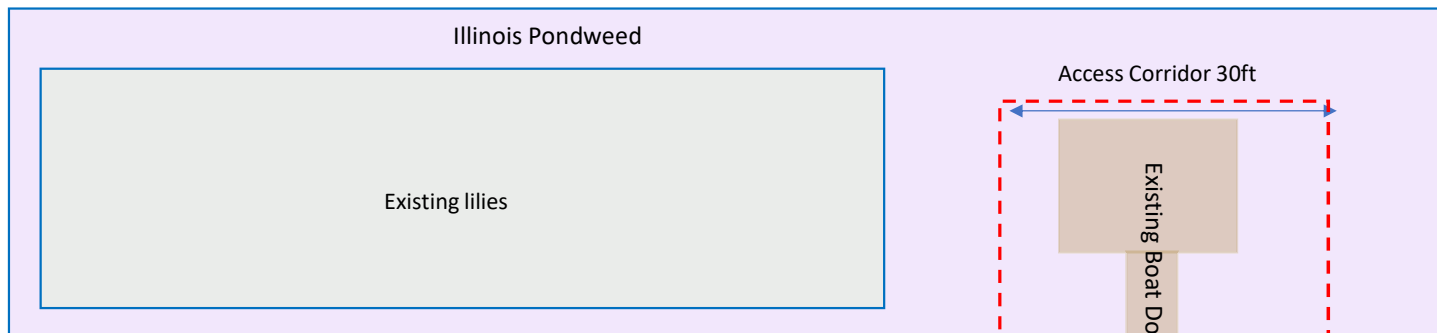 Illinois Pondweed
Access Corridor 30ft
Existing lilies
Existing Boat Do